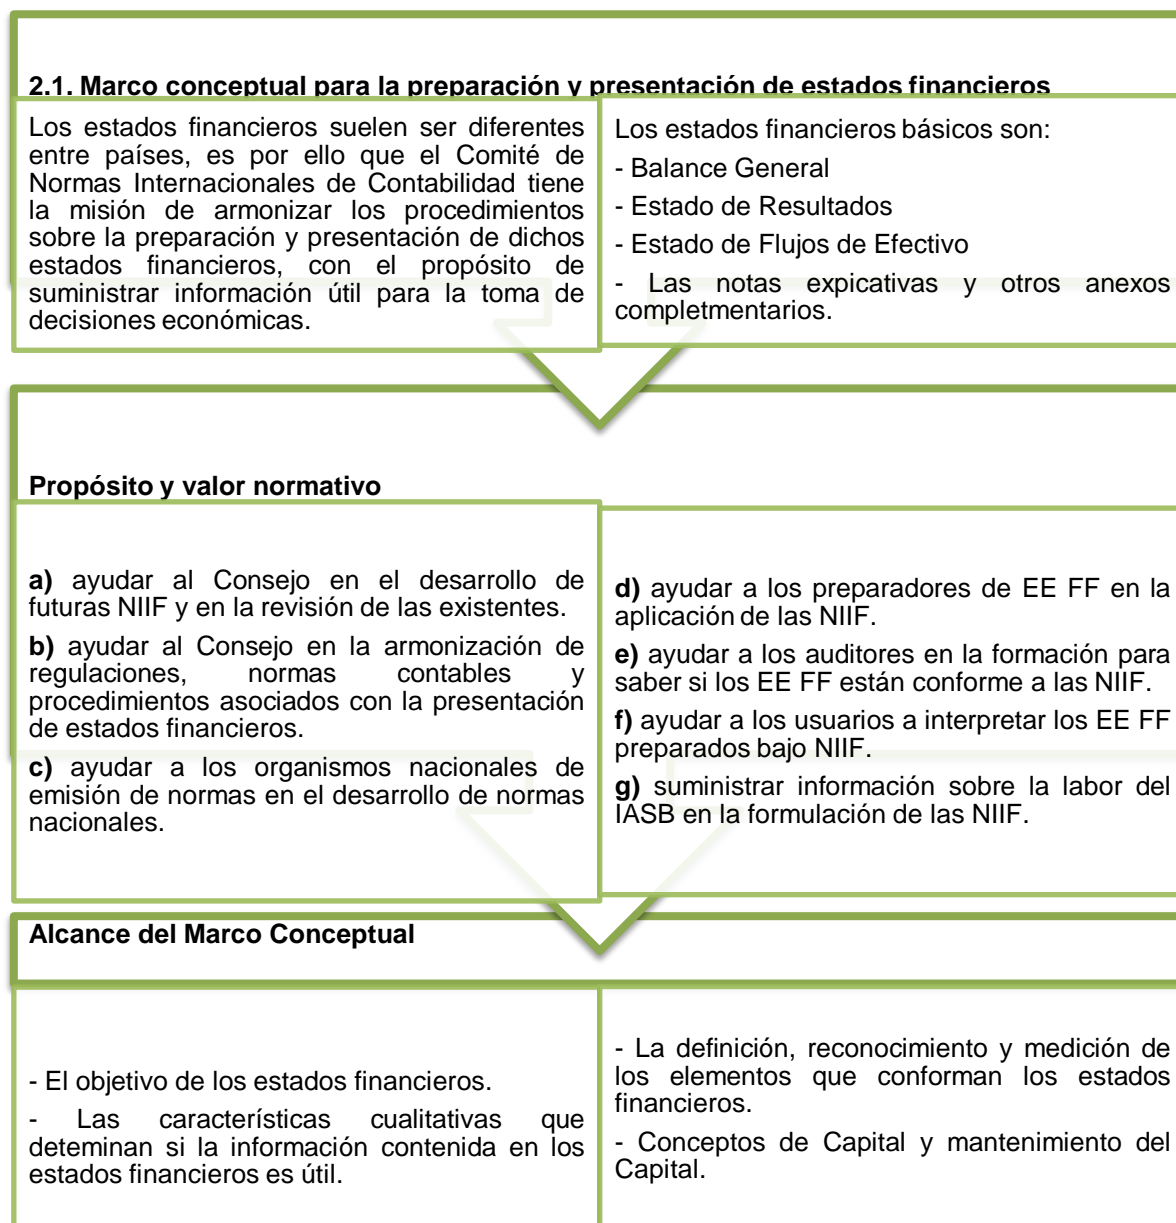 2.1. Marco conceptual para la preparación y presentación de estados financieros
Los estados financieros suelen ser diferentes
entre países, es por ello que el Comité de
Normas Internacionales de Contabilidad tiene
la misión de armonizar los procedimientos
sobre la preparación y presentación de dichos
estados financieros, con el propósito de
suministrar información útil para la toma de
decisiones económicas.
Los estados financieros básicos son:
- Balance General
- Estado de Resultados
- Estado de Flujos de Efectivo
- Las notas expicativas y otros anexos
completmentarios.
Propósito y valor normativo
a) ayudar al Consejo en el desarrollo de
futuras NIIF y en la revisión de las existentes.
b) ayudar al Consejo en la armonización de
regulaciones, normas contables y
procedimientos asociados con la presentación
de estados financieros.
c) ayudar a los organismos nacionales de
emisión de normas en el desarrollo de normas
nacionales.
d) ayudar a los preparadores de EE FF en la
aplicación de las NIIF.
e) ayudar a los auditores en la formación para
saber si los EE FF están conforme a las NIIF.
f) ayudar a los usuarios a interpretar los EE FF
preparados bajo NIIF.
g) suministrar información sobre la labor del
IASB en la formulación de las NIIF.
Alcance del Marco Conceptual
- El objetivo de los estados financieros.
- Las características cualitativas que
deteminan si la información contenida en los
estados financieros es útil.
- La definición, reconocimiento y medición de
los elementos que conforman los estados
financieros.
- Conceptos de Capital y mantenimiento del
Capital.